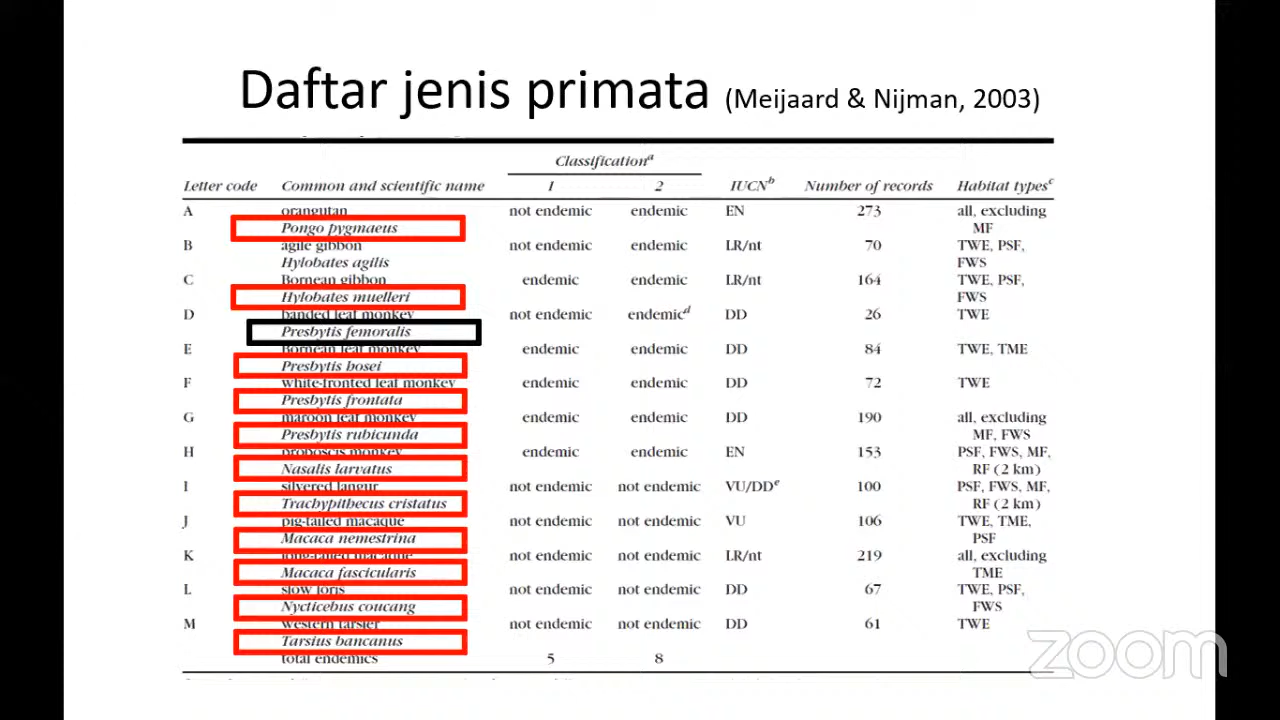 Daftar jenis primata (Meijaard & Nijman, 2003)
Classificationᵃ
Letter code Common and scientific name 1 2 IUCNᵇ Number of records Habitat typesᶜ
A orangutan not endemic endemic EN 273 all, excluding
Pongo pygmaeus MF
B agile gibbon not endemic endemic LR/nt 70 TWE, PSF,
Hylobates agilis FWS
C Bornean gibbon endemic endemic LR/nt 164 TWE, PSF,
Hylobates muelleri FWS
D banded leaf monkey not endemic endemicᵈ DD 26 TWE
Presbytis femoralis
E Bornean leaf monkey endemic endemic DD 84 TWE, TME
Presbytis hosei
F white-fronted leaf monkey endemic endemic DD 72 TWE
Presbytis frontata
G maroon leaf monkey endemic endemic DD 190 all, excluding
Presbytis rubicunda MF, FWS
H proboscis monkey endemic endemic EN 153 PSF, FWS, MF,
Nasalis larvatus RF (2 km)
I silvered langur not endemic not endemic VU/DDᵉ 100 PSF, FWS, MF,
Trachypithecus cristatus RF (2 km)
J pig-tailed macaque not endemic not endemic VU 106 TWE, TME,
Macaca nemestrina PSF
K long-tailed macaque not endemic not endemic LR/nt 219 all, excluding
Macaca fascicularis TME
L slow loris not endemic not endemic DD 67 TWE, PSF,
Nycticebus coucang FWS
M western tarsier not endemic not endemic DD 61 TWE
Tarsius bancanus
total endemics 5 8
zoom